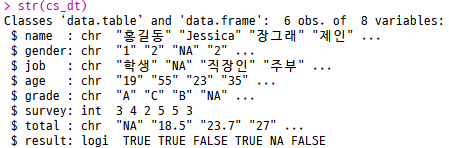 > str(cs_dt)
Classes ‘data.table’ and 'data.frame': 6 obs. of 8 variables:
$ name : chr "홍길동" "Jessica" "장그래" "제인" ...
$ gender: chr "1" "2" "NA" "2" ...
$ job : chr "학생" "NA" "직장인" "주부" ...
$ age : chr "19" "55" "23" "35" ...
$ grade : chr "A" "C" "B" "NA" ...
$ survey: int 3 4 2 5 5 3
$ total : chr "NA" "18.5" "23.7" "27" ...
$ result: logi TRUE TRUE FALSE TRUE NA FALSE